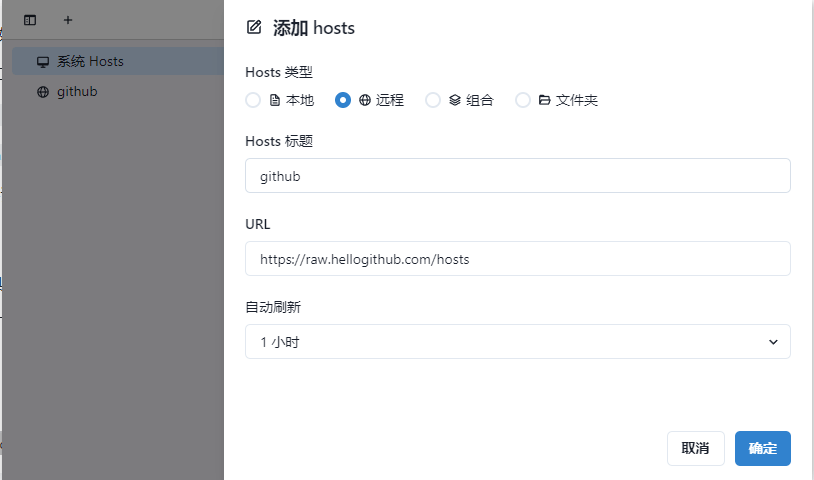 系统 Hosts
github
添加 hosts
Hosts 类型
本地 远程 组合 文件夹
Hosts 标题
github
URL
https://raw.hellogithub.com/hosts
自动刷新
1 小时
取消 确定